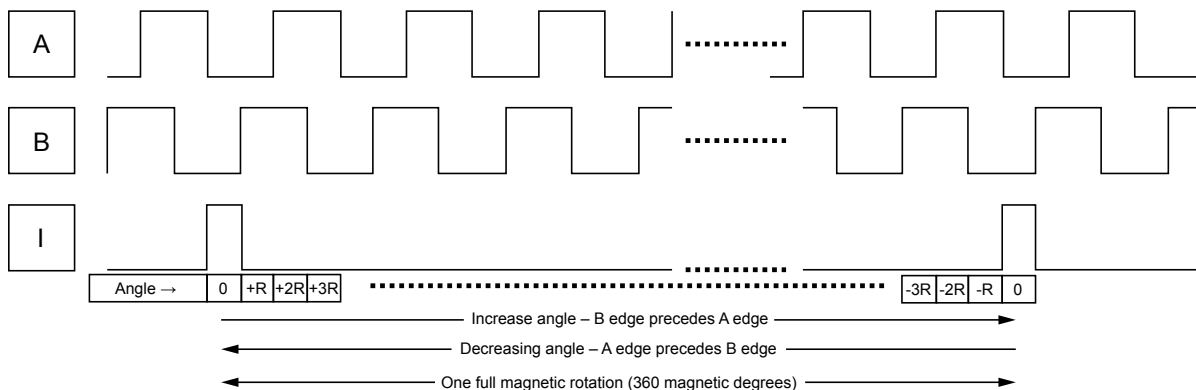 A
B
I
Angle → 0 +R +2R +3R -3R -2R -R 0
Increase angle – B edge precedes A edge
Decreasing angle – A edge precedes B edge
One full magnetic rotation (360 magnetic degrees)